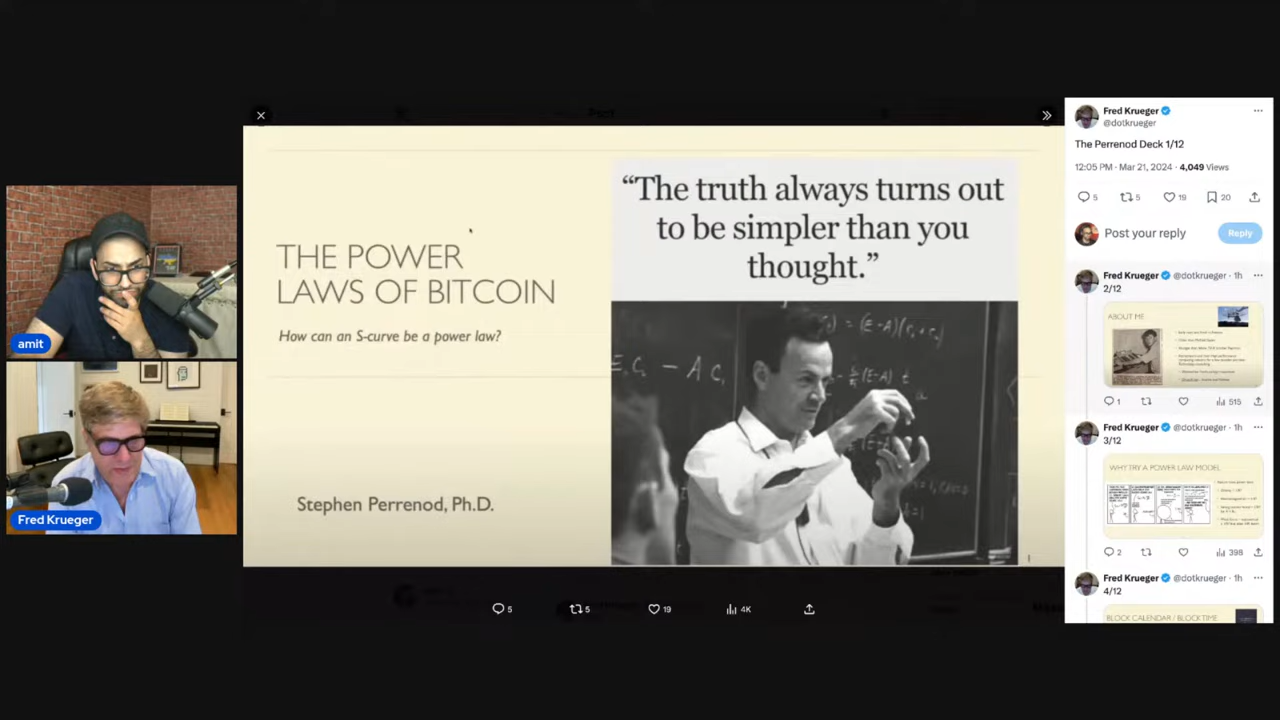 amit
Fred Krueger
THE POWER
LAWS OF BITCOIN
How can an S-curve be a power law?
Stephen Perrenod, Ph.D.
“The truth always turns out
to be simpler than you
thought.”
5
5
19
4K
Fred Krueger
@dotkrueger
The Perrenod Deck 1/12
12:05 PM · Mar 21, 2024 · 4,049 Views
5 5 19 20
Post your reply Reply
Fred Krueger @dotkrueger · 1h
2/12
ABOUT ME
1 515
Fred Krueger @dotkrueger · 1h
3/12
WHY TRY A POWER LAW MODEL
2 398
Fred Krueger @dotkrueger · 1h
4/12
BLOCK CALENDAR / BLOCKTIME